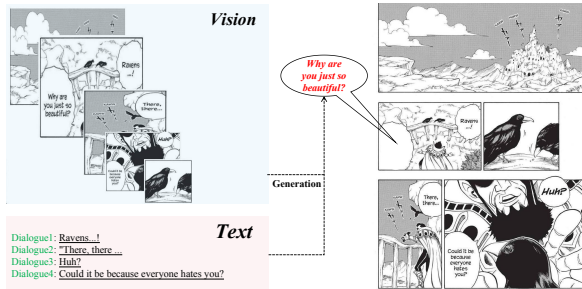 Vision
Ravens
...!
Why are
you just so
beautiful?
There,
there...
Huh?
Could it be
because
everyone
hates
you?
Text
Dialogue1: Ravens...!
Dialogue2: "There, there ...
Dialogue3: Huh?
Dialogue4: Could it be because everyone hates you?
Generation
Why are
you just so
beautiful?
Ravens
...!
There,
there...
Huh?
Could it be
because
everyone
hates
you?